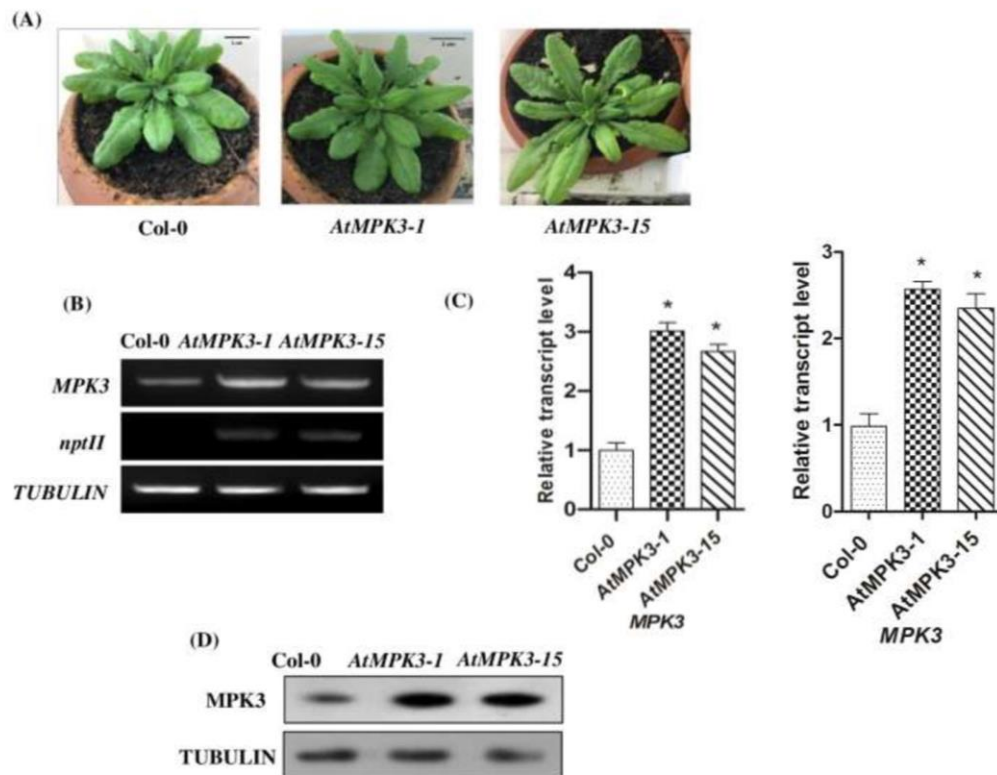 (A)
Col-0 AtMPK3-1 AtMPK3-15
(B)
Col-0 AtMPK3-1 AtMPK3-15
MPK3
nptII
TUBULIN
(C)
Relative transcript level
4
3
2
1
0
* *
Col-0
AtMPK3-1
AtMPK3-15
MPK3
Relative transcript level
3
2
1
0
* *
Col-0
AtMPK3-1
AtMPK3-15
MPK3
(D)
Col-0 AtMPK3-1 AtMPK3-15
MPK3
TUBULIN